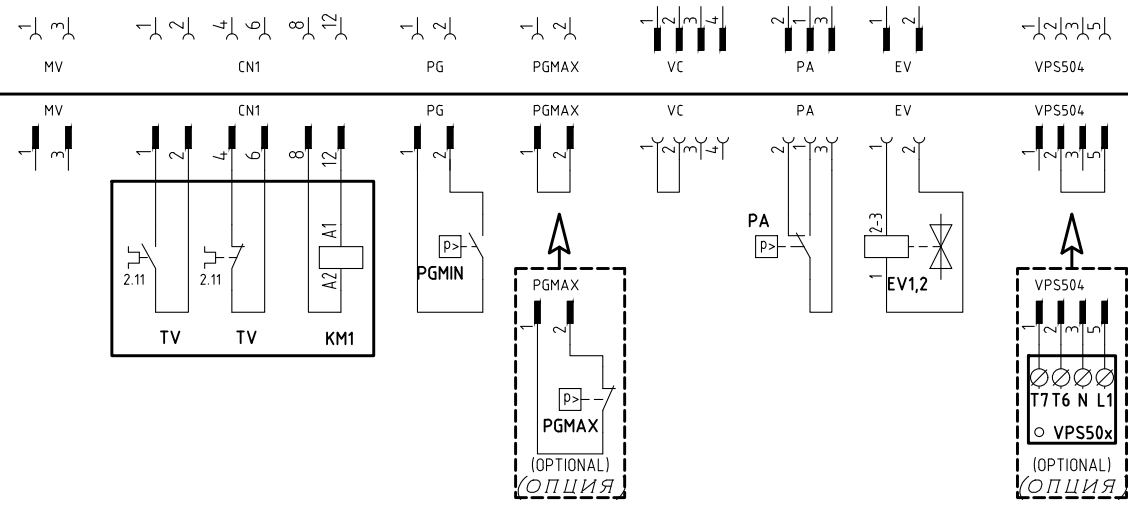 1 3 1 2 4 6 8 12 1 2 1 2 1 2 3 4 2 1 3 1 2 1 2 3 5
MV CN1 PG PGMAX VC PA EV VPS504
MV CN1 PG PGMAX VC PA EV VPS504
1 3 1 2 4 6 8 12 1 2 1 2 1 2 3 4 2 1 3 1 2 1 2 3 5
A1 PA 2-3
p> p>
2.11 2.11 A2 PGMIN 1 EV1,2
PGMAX VPS504
1 2 1 2 3 5
TV TV KM1
p> T7 T6 N L1
PGMAX VPS50x
(OPTIONAL) (OPTIONAL)
(ОПЦИЯ) (ОПЦИЯ)